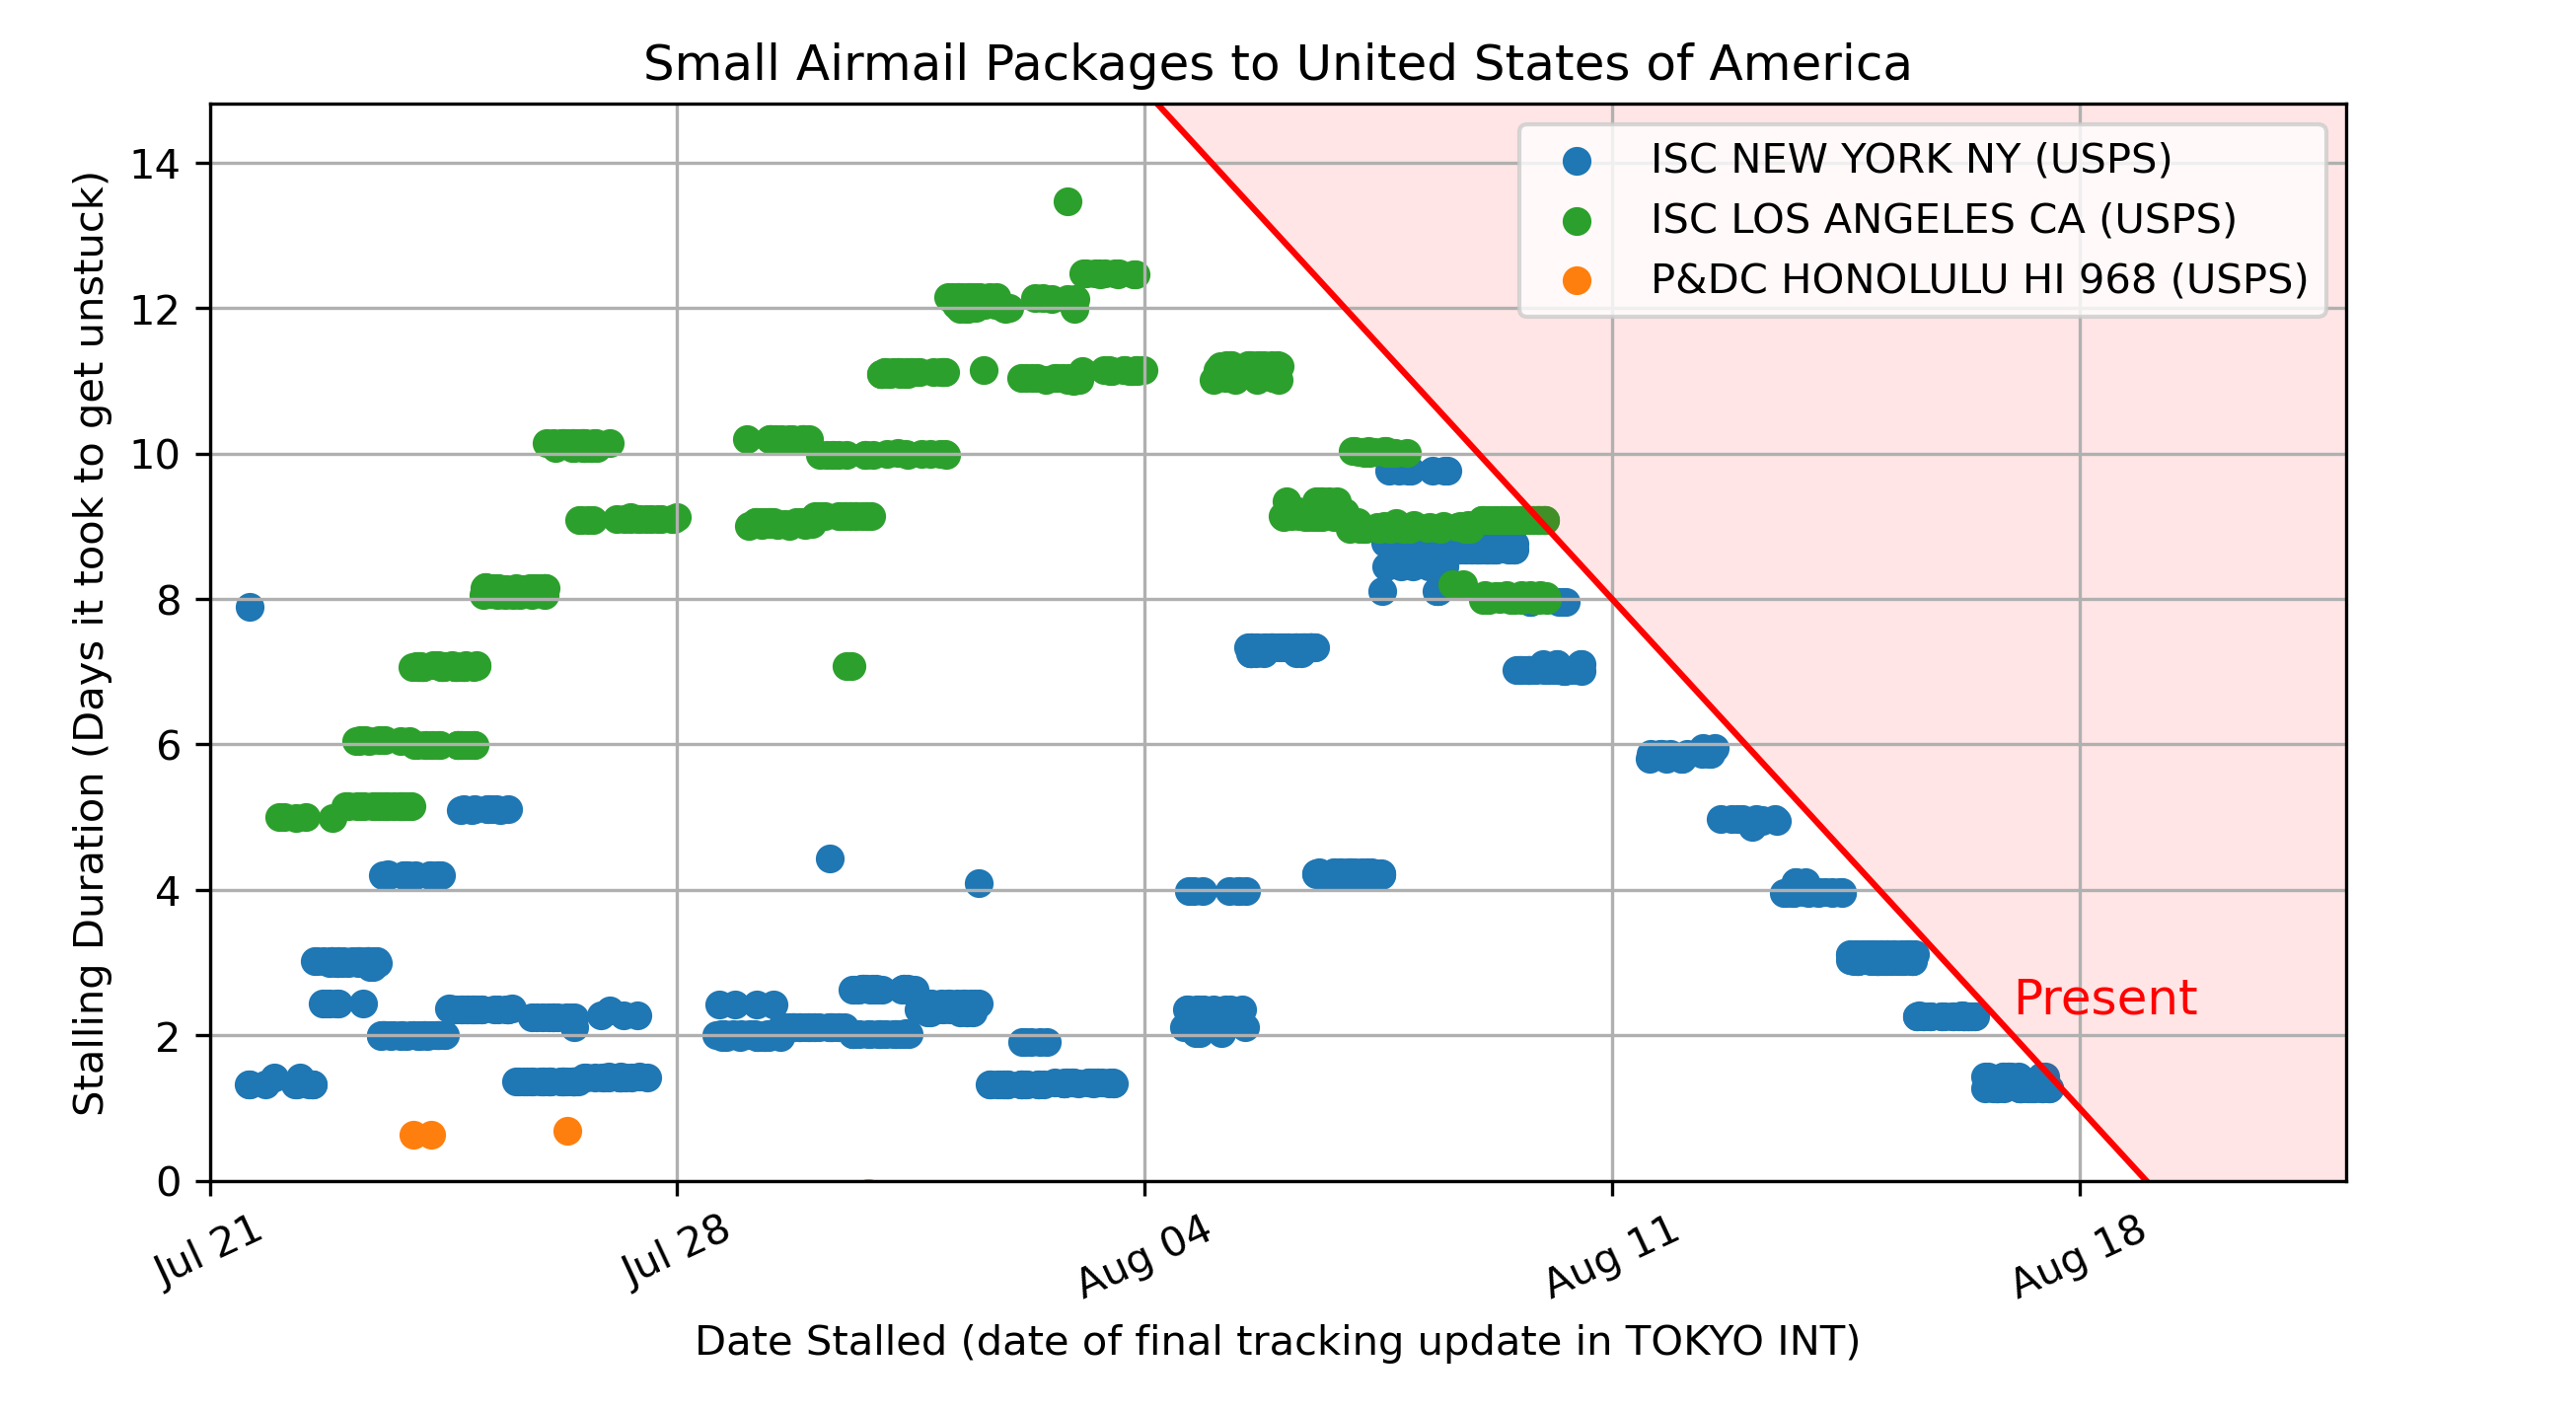 Small Airmail Packages to United States of America
Stalling Duration (Days it took to get unstuck)
14
12
10
8
6
4
2
0
ISC NEW YORK NY (USPS)
ISC LOS ANGELES CA (USPS)
P&DC HONOLULU HI 968 (USPS)
Present
Jul 21
Jul 28
Aug 04
Aug 11
Aug 18
Date Stalled (date of final tracking update in TOKYO INT)